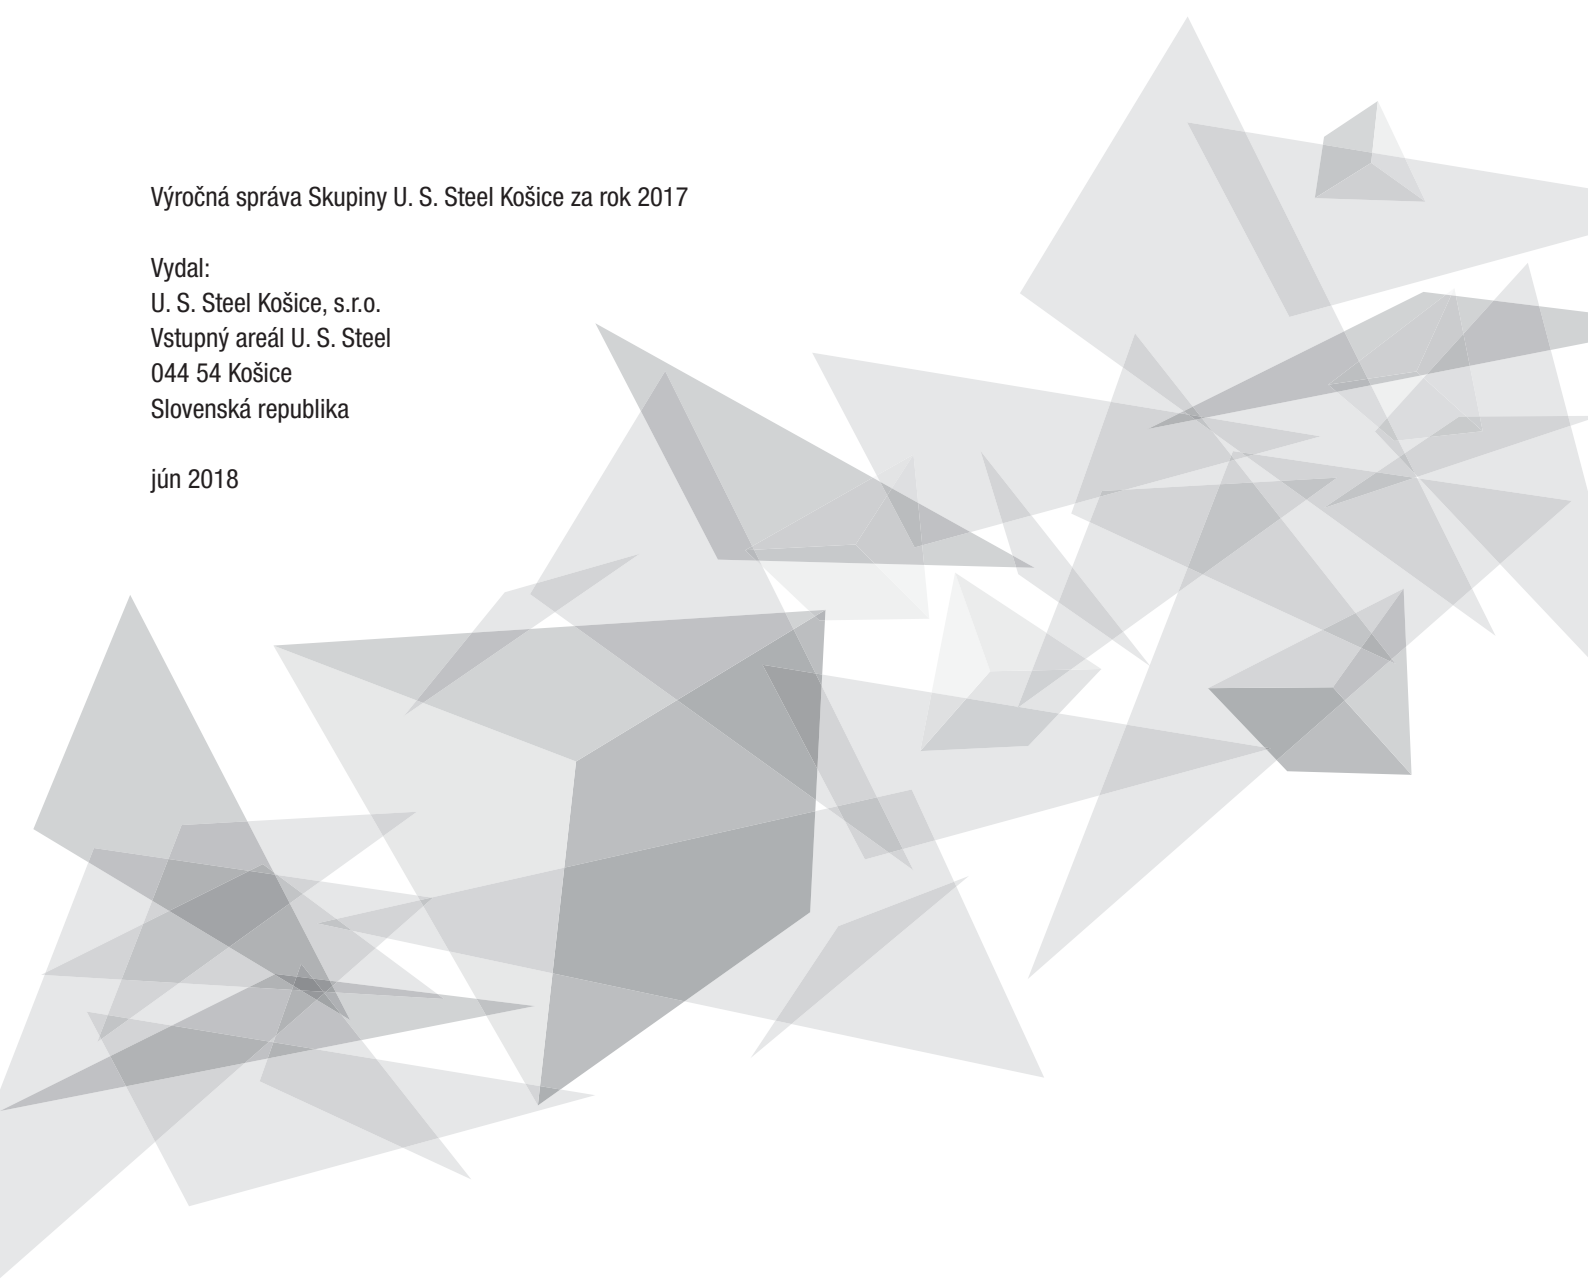 Výročná správa Skupiny U. S. Steel Košice za rok 2017
Vydal:
U. S. Steel Košice, s.r.o.
Vstupný areál U. S. Steel
044 54 Košice
Slovenská republika
jún 2018